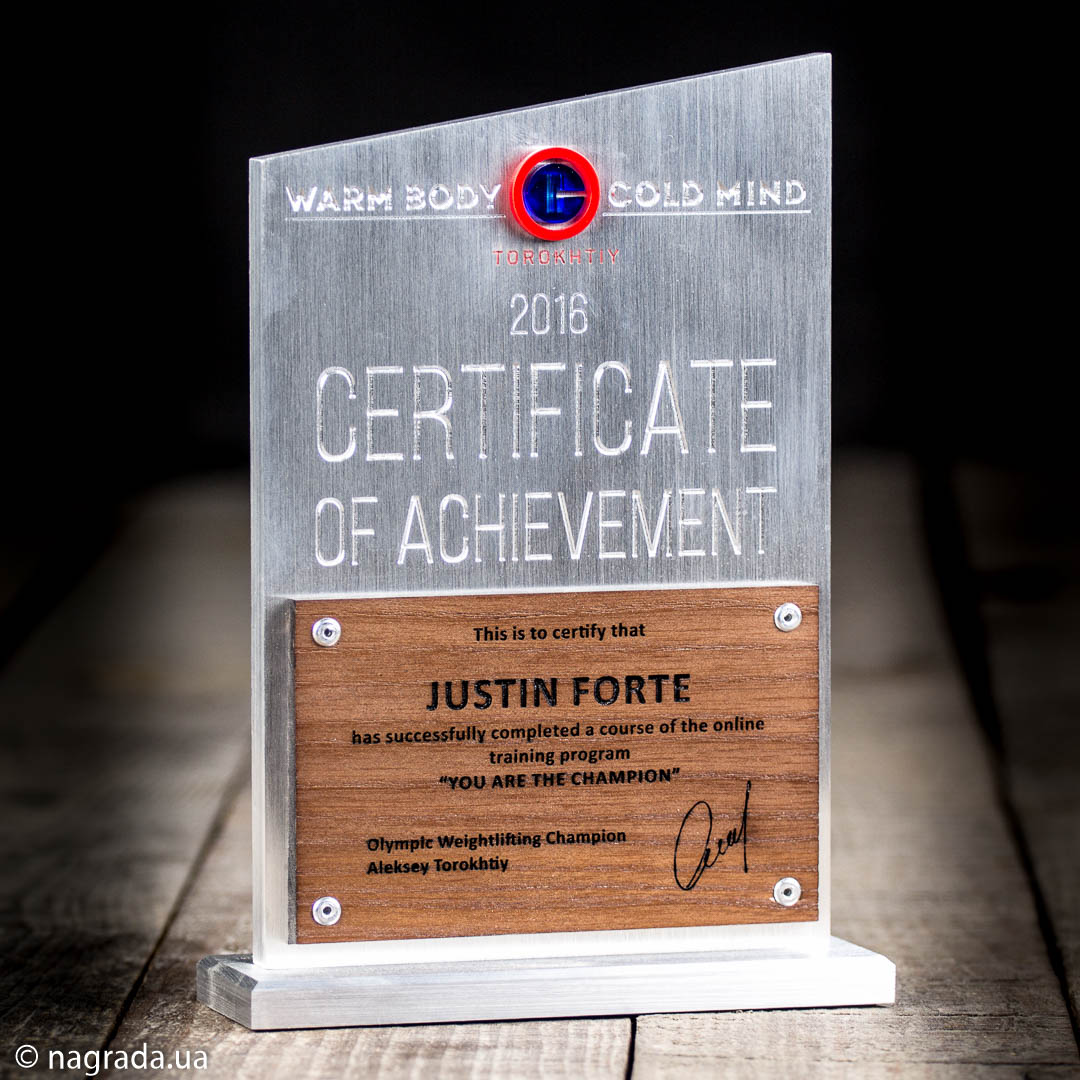 WARM BODY COLD MIND
TOROKHTIY
2016
CERTIFICATE
OF ACHIEVEMENT
This is to certify that
JUSTIN FORTE
has successfully completed a course of the online
training program
“YOU ARE THE CHAMPION”
Olympic Weightlifting Champion
Aleksey Torokhtiy
© nagrada.ua